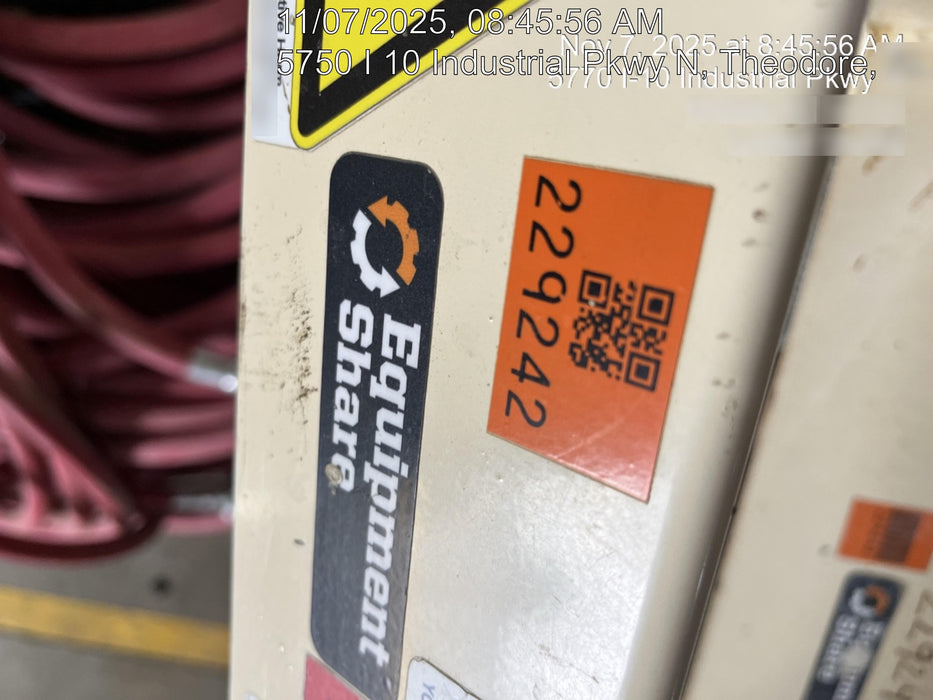 11/07/2025, 08:45:56 AM
Nov 7, 2025 at 8:45:56 AM
5750 I 10 Industrial Pkwy N, Theodore,
5770 I-10 Industrial Pkwy
229242
Equipment
Share